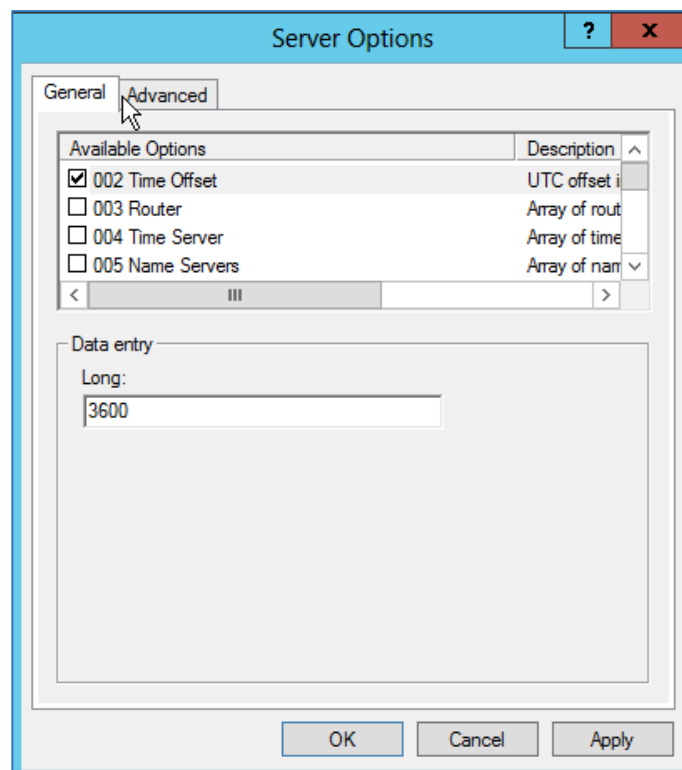 Server Options
?
x
General
Advanced
Available Options
Description
002 Time Offset
UTC offset i
003 Router
Array of rout
004 Time Server
Array of time
005 Name Servers
Array of nam
Data entry
Long:
3600
OK
Cancel
Apply